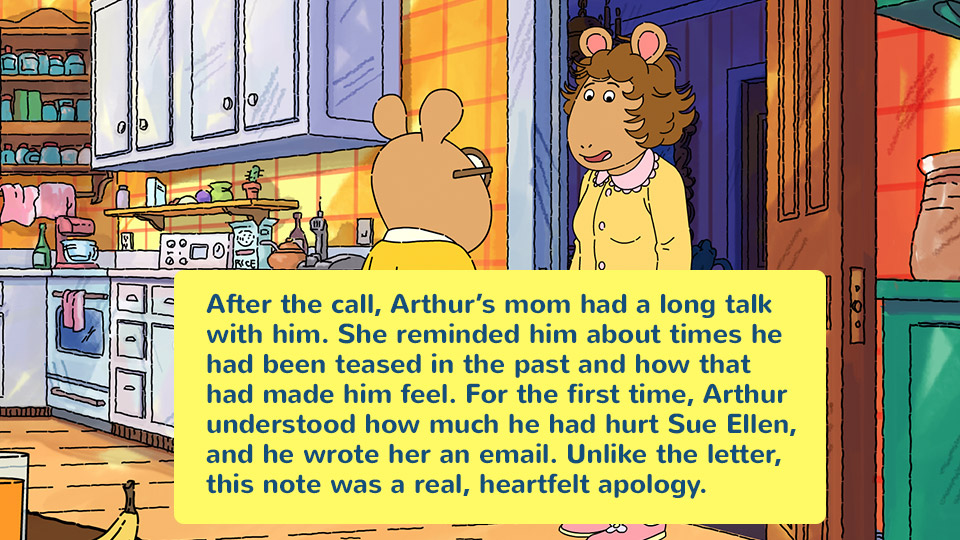 RICE
After the call, Arthur's mom had a long talk
with him. She reminded him about times he
had been teased in the past and how that
had made him feel. For the first time, Arthur
understood how much he had hurt Sue Ellen,
and he wrote her an email. Unlike the letter,
this note was a real, heartfelt apology.